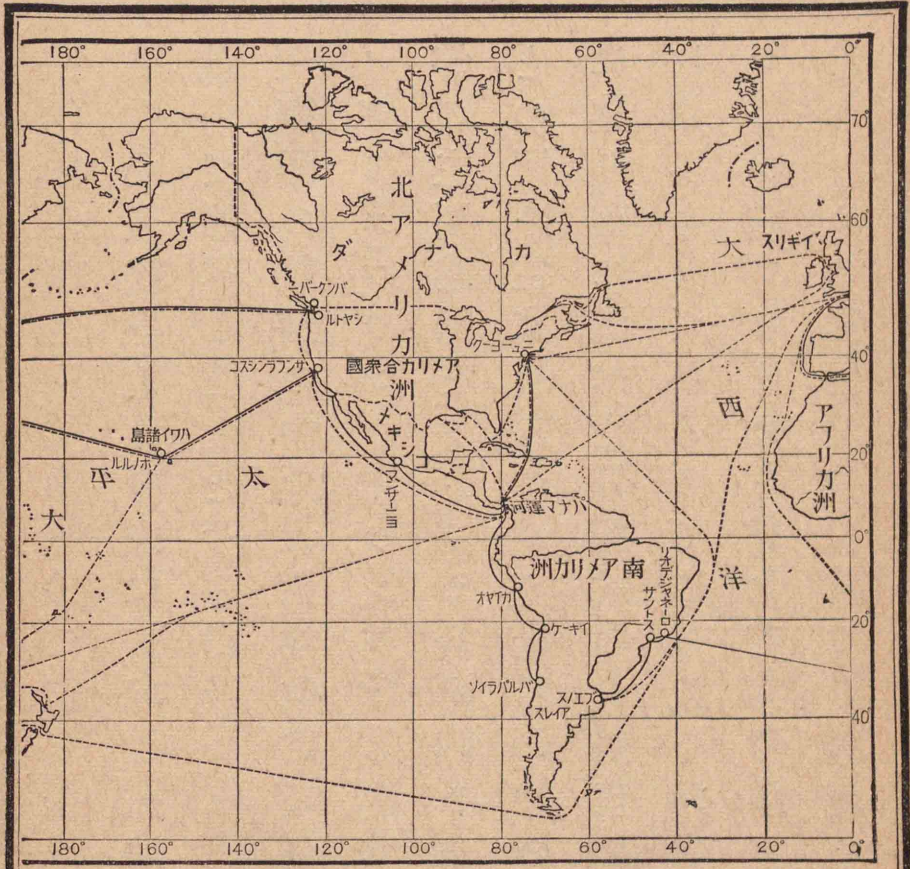 180° 160° 140° 120° 100° 80° 60° 40° 20° 0°
70°
60°
40°
20°
0°
20°
40°
北アメリカ洲
カナダ
大西洋
イギリス
バンクーバー
シヤトル
サンフランシスコ
アメリカ合衆國
ニューヨーク
メキシコ
ハワイ諸島
ホノルル
太平
大
マンサニヨ
パナマ運河
アフリカ洲
南アメリカ洲
リオデジャネーロ
サントス
カイヤオ
イキーケ
バルパライソ
ブエノス
アイレス
180° 160° 140° 120° 100° 80° 60° 40° 20° 0°